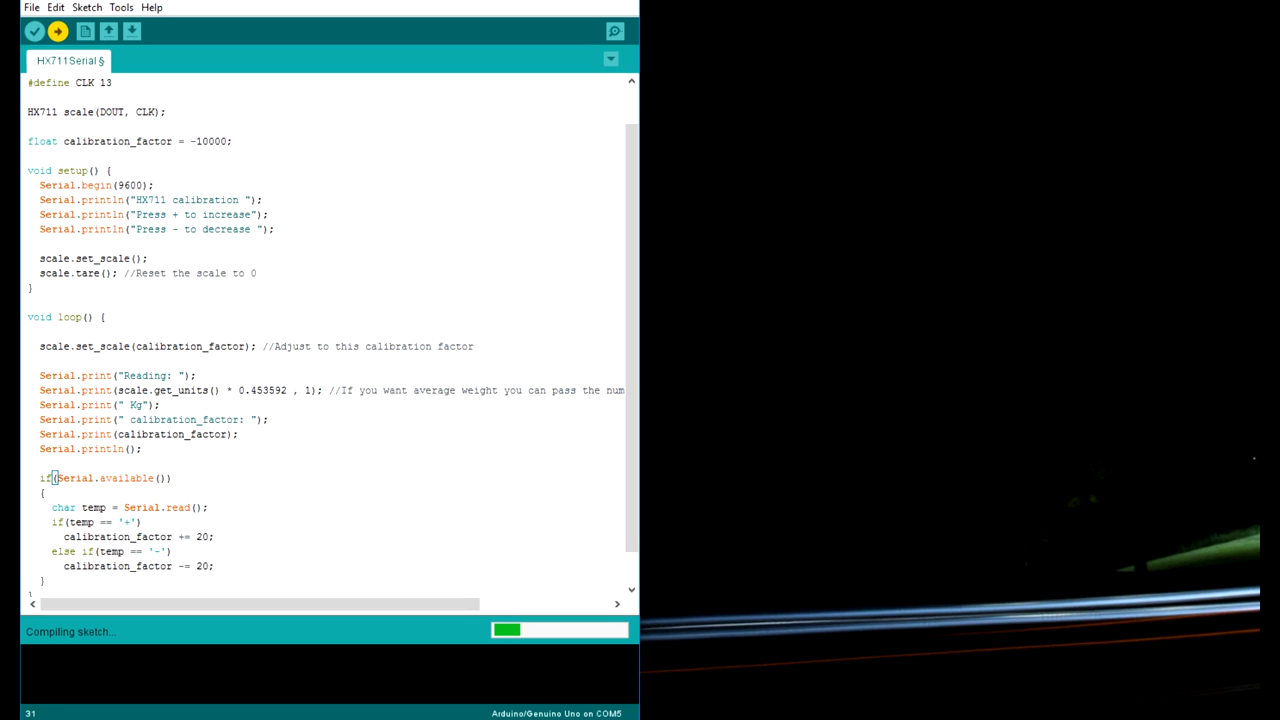 File Edit Sketch Tools Help
HX711Serial §
#define CLK 13
HX711 scale(DOUT, CLK);
float calibration_factor = -10000;
void setup() {
Serial.begin(9600);
Serial.println("HX711 calibration ");
Serial.println("Press + to increase");
Serial.println("Press - to decrease ");
scale.set_scale();
scale.tare(); //Reset the scale to 0
}
void loop() {
scale.set_scale(calibration_factor); //Adjust to this calibration factor
Serial.print("Reading: ");
Serial.print(scale.get_units() * 0.453592 , 1); //If you want average weight you can pass the num
Serial.print(" Kg");
Serial.print(" calibration_factor: ");
Serial.print(calibration_factor);
Serial.println();
if(Serial.available())
{
char temp = Serial.read();
if(temp == '+')
calibration_factor += 20;
else if(temp == '-')
calibration_factor -= 20;
}
}
Compiling sketch...
31 Arduino/Genuino Uno on COM5